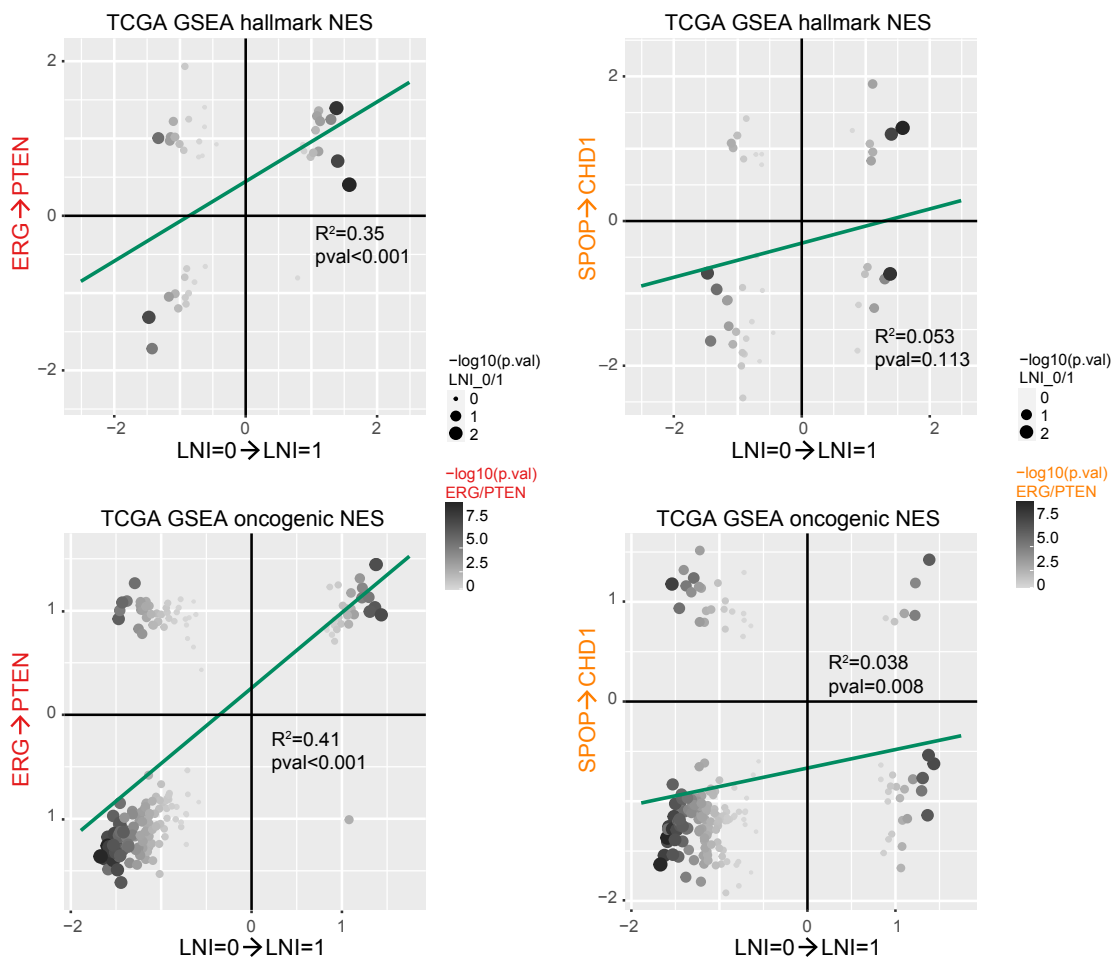 TCGA GSEA hallmark NES
2
0
−2
−2
0
2
ERG→PTEN
LNI=0→LNI=1
R²=0.35
pval<0.001
−log10(p.val)
LNI_0/1
0
1
2
TCGA GSEA hallmark NES
2
0
−2
−2
0
2
SPOP→CHD1
LNI=0→LNI=1
R²=0.053
pval=0.113
−log10(p.val)
LNI_0/1
0
1
2
−log10(p.val)
ERG/PTEN
7.5
5.0
2.5
0
−log10(p.val)
ERG/PTEN
7.5
5.0
2.5
0
TCGA GSEA oncogenic NES
1
0
1
−2
0
1
ERG→PTEN
LNI=0→LNI=1
R²=0.41
pval<0.001
TCGA GSEA oncogenic NES
1
0
−2
−2
0
1
SPOP→CHD1
LNI=0→LNI=1
R²=0.038
pval=0.008